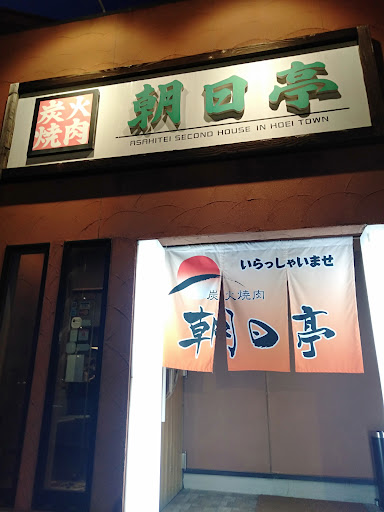 炭火
焼肉
朝日亭
ASAHITEI SECOND HOUSE IN HOEI TOWN
いらっしゃいませ
炭火焼肉
朝日亭